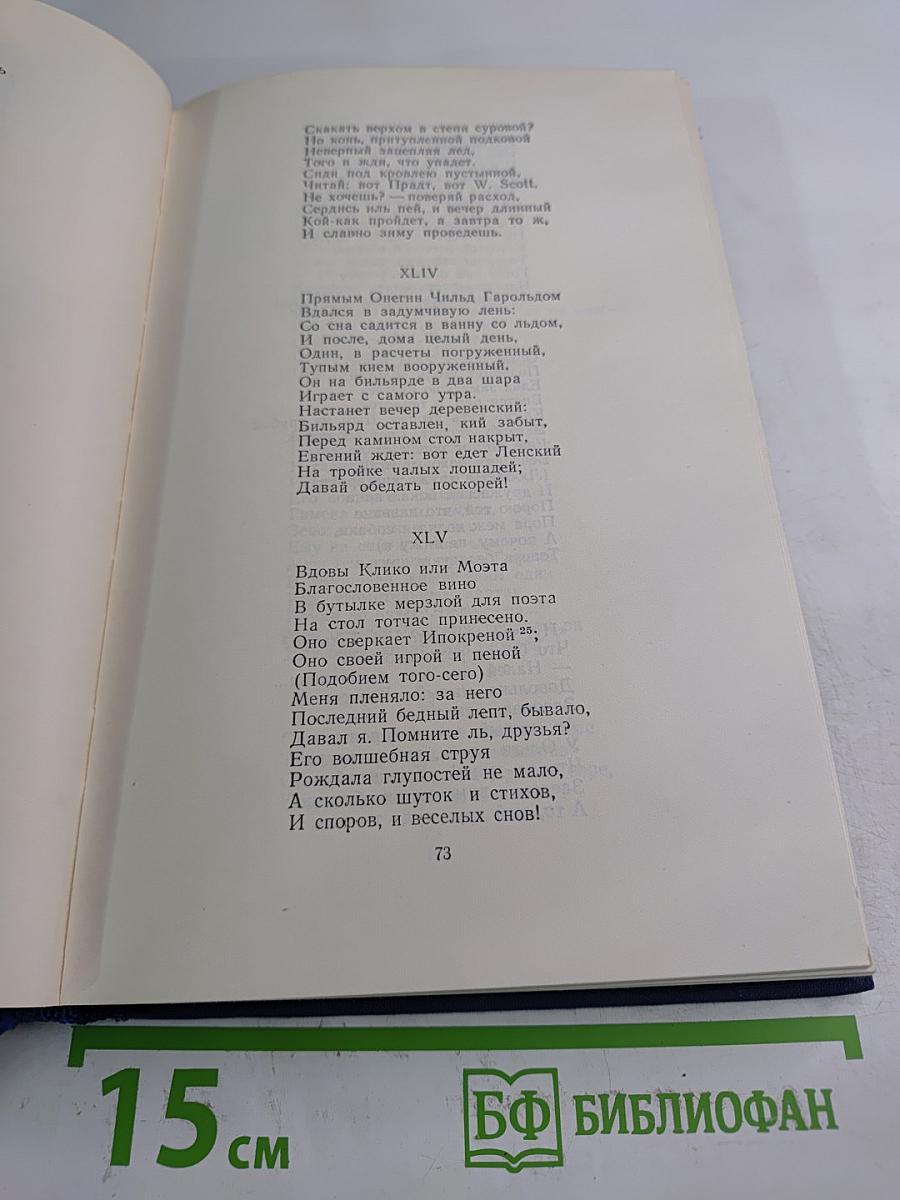 ь
Скакать верхом в степи суровой?
Но конь, притупленной подковой
Неверный зацепляя лед,
Того и жди, что упадет.
Сиди под кровлею пустынной,
Читай: вот Прадт, вот W. Scott.
Не хочешь? — поверяй расход,
Сердись иль пей, и вечер длинный
Кой-как пройдет, а завтра то ж,
И славно зиму проведешь.
XLIV
Прямым Онегин Чильд Гарольдом
Вдался в задумчивую лень:
Со сна садится в ванну со льдом,
И после, дома целый день,
Один, в расчеты погруженный,
Тупым кием вооруженный,
Он на бильярде в два шара
Играет с самого утра.
Настанет вечер деревенский:
Бильярд оставлен, кий забыт,
Перед камином стол накрыт,
Евгений ждет: вот едет Ленский
На тройке чалых лошадей;
Давай обедать поскорей!
XLV
Вдовы Клико или Моэта
Благословенное вино
В бутылке мерзлой для поэта
На стол тотчас принесено.
Оно сверкает Ипокреной 25;
Оно своей игрой и пеной
(Подобием того-сего)
Меня пленяло: за него
Последний бедный лепт, бывало,
Давал я. Помните ль, друзья?
Его волшебная струя
Рождала глупостей не мало,
А сколько шуток и стихов,
И споров, и веселых снов!
73
15 см
БФ БИБЛИОФАН